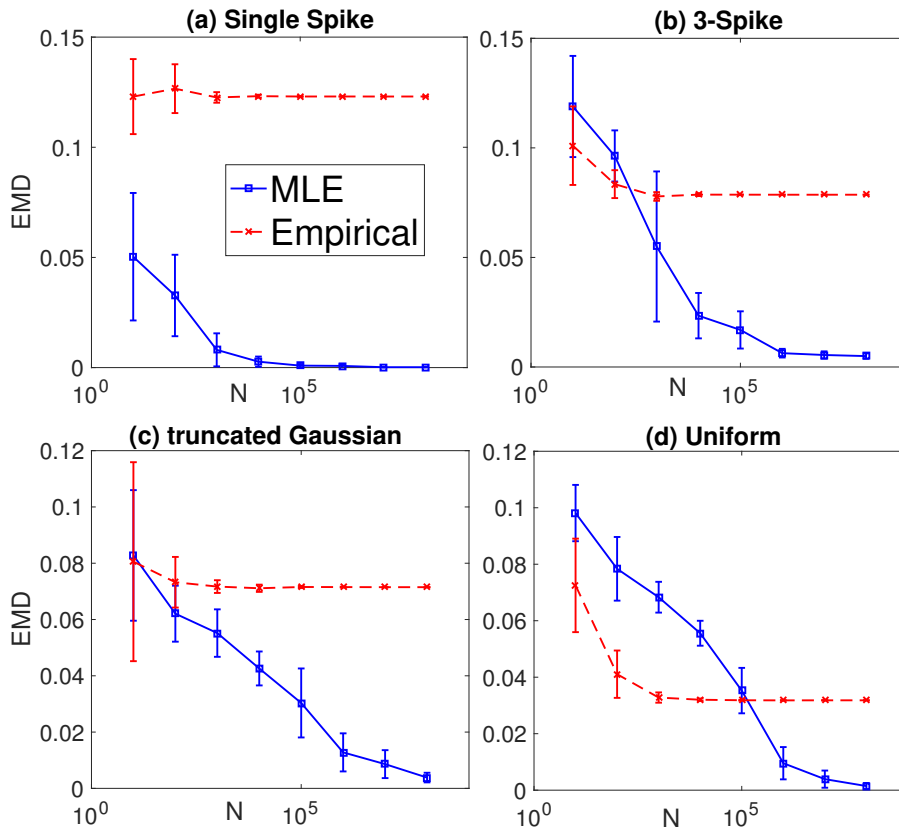 (a) Single Spike
0.15
0.1
0.05
0
EMD
MLE
Empirical
10^0
N
10^5
(b) 3-Spike
0.15
0.1
0.05
0
10^0
N
10^5
(c) truncated Gaussian
0.12
0.1
0.08
0.06
0.04
0.02
0
EMD
10^0
N
10^5
(d) Uniform
0.12
0.1
0.08
0.06
0.04
0.02
0
10^0
N
10^5